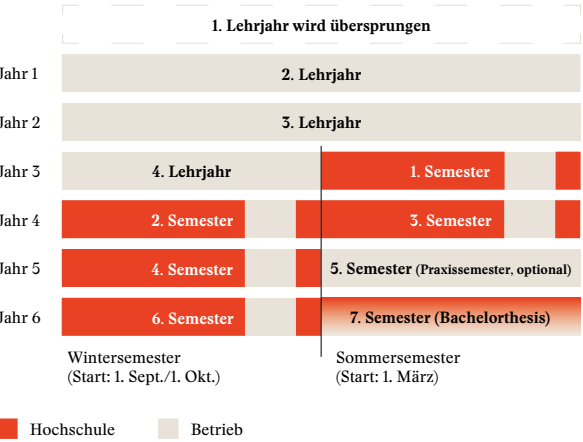 1. Lehrjahr wird übersprungen
Jahr 1
2. Lehrjahr
Jahr 2
3. Lehrjahr
Jahr 3
4. Lehrjahr
1. Semester
Jahr 4
2. Semester
3. Semester
Jahr 5
4. Semester
5. Semester (Praxissemester, optional)
Jahr 6
6. Semester
7. Semester (Bachelorthesis)
Wintersemester
(Start: 1. Sept./1. Okt.)
Sommersemester
(Start: 1. März)
Hochschule
Betrieb